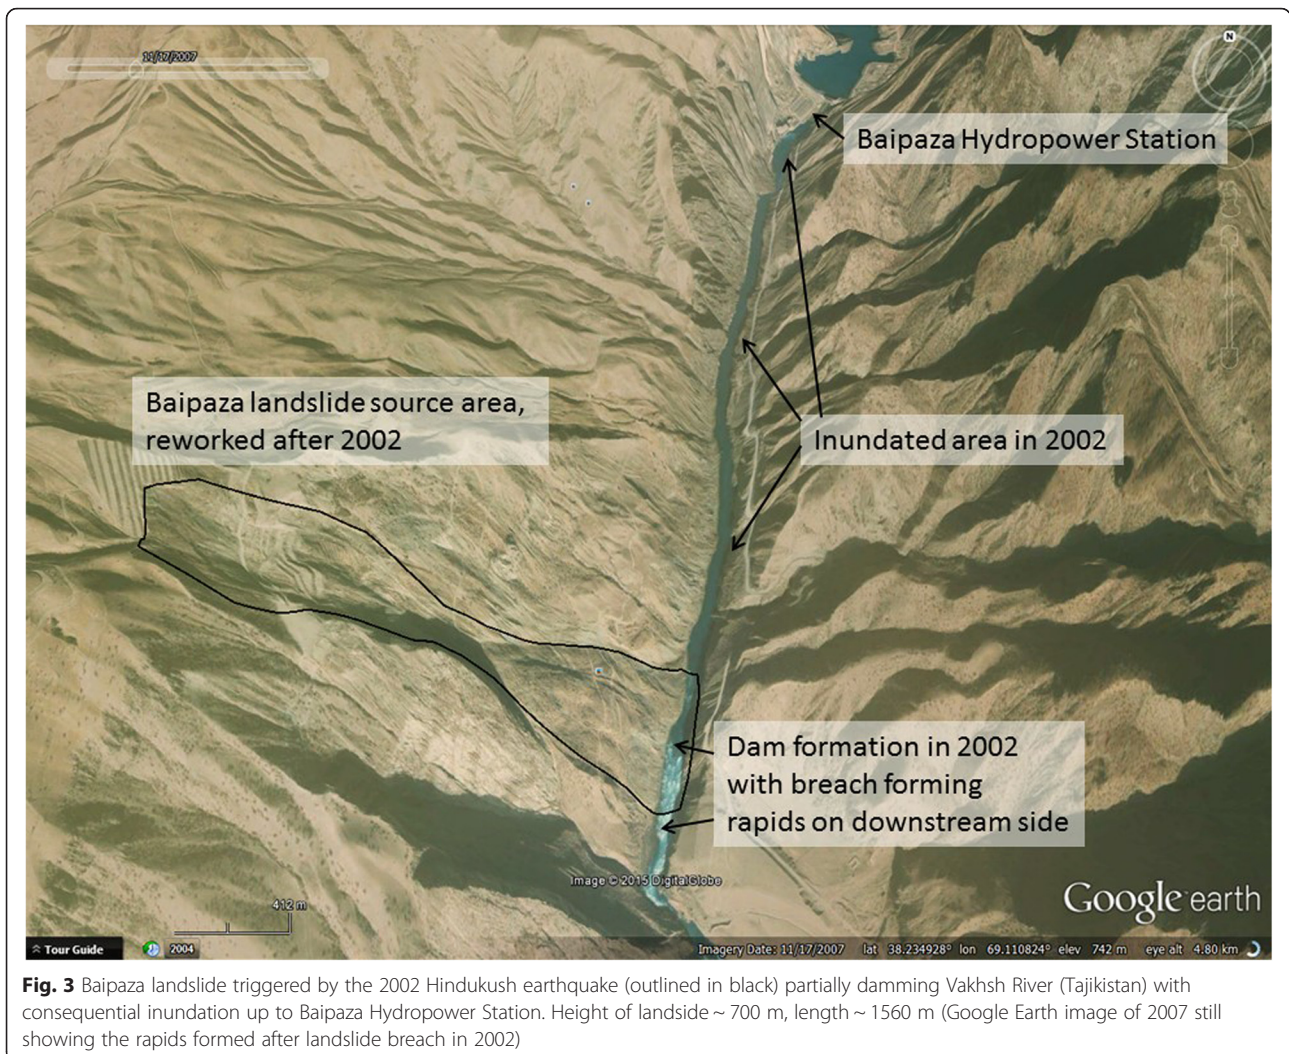 11/17/2007
N
Baipaza Hydropower Station
Baipaza landslide source area,
reworked after 2002
Inundated area in 2002
Dam formation in 2002
with breach forming
rapids on downstream side
Image © 2015 DigitalGlobe
Google earth
412 m
Tour Guide
2004
Imagery Date: 11/17/2007 lat 38.234928° lon 69.110824° elev 742 m eye alt 4.80 km
Fig. 3 Baipaza landslide triggered by the 2002 Hindukush earthquake (outlined in black) partially damming Vakhsh River (Tajikistan) with
consequential inundation up to Baipaza Hydropower Station. Height of landside ~ 700 m, length ~ 1560 m (Google Earth image of 2007 still
showing the rapids formed after landslide breach in 2002)